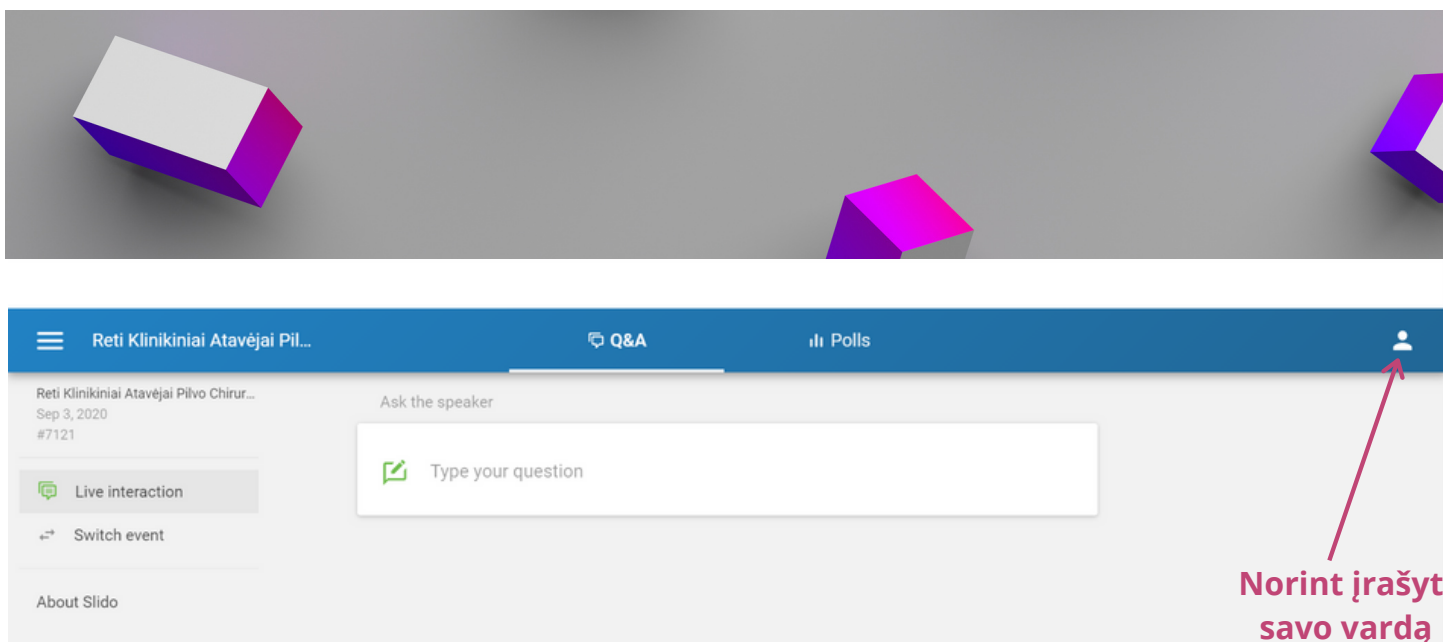 Reti Klinikiniai Atavėjai Pil...
Q&A
Polls
Reti Klinikiniai Atavėjai Pilvo Chirur...
Sep 3, 2020
#7121
Ask the speaker
Type your question
Live interaction
Switch event
About Slido
Norint įrašyt
savo vardą